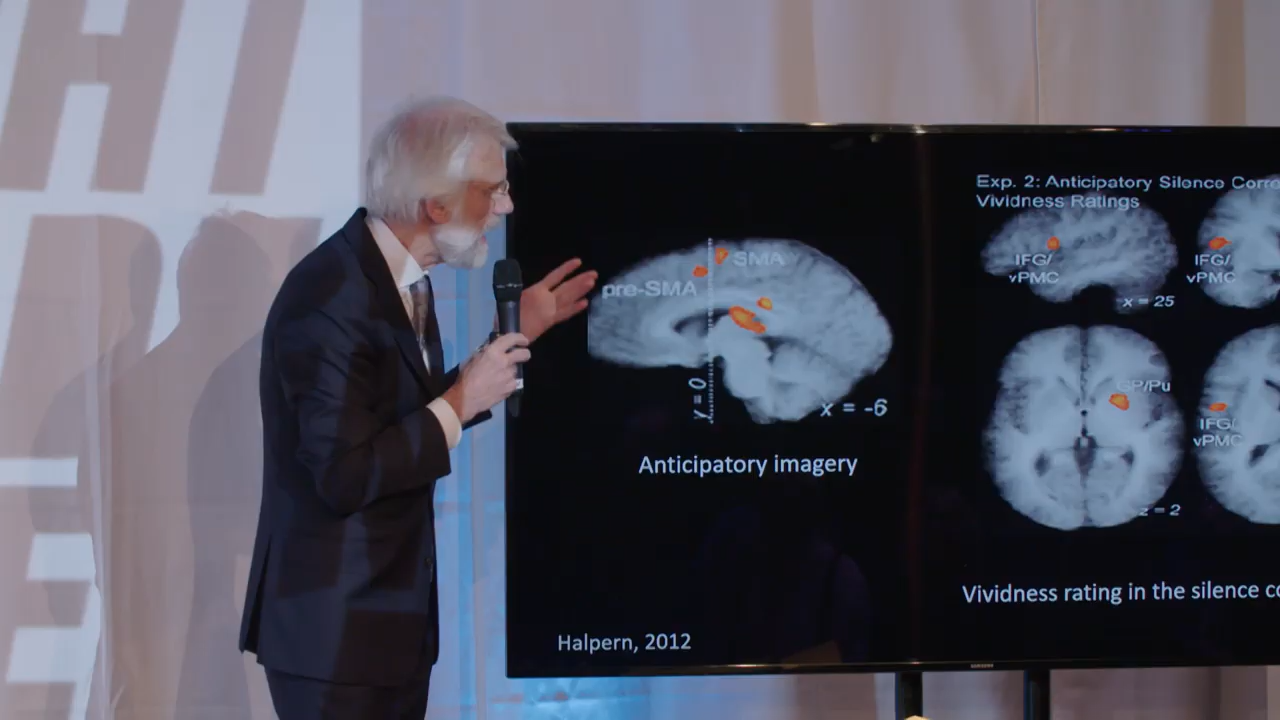 SMA
pre-SMA
y = 0
x = -6
Anticipatory imagery
Halpern, 2012
Exp. 2: Anticipatory Silence Corre
Vividness Ratings
IFG/
vPMC
x = 25
IFG/
vPMC
GP/Pu
z = 2
IFG/
vPMC
Vividness rating in the silence co
SAMSUNG